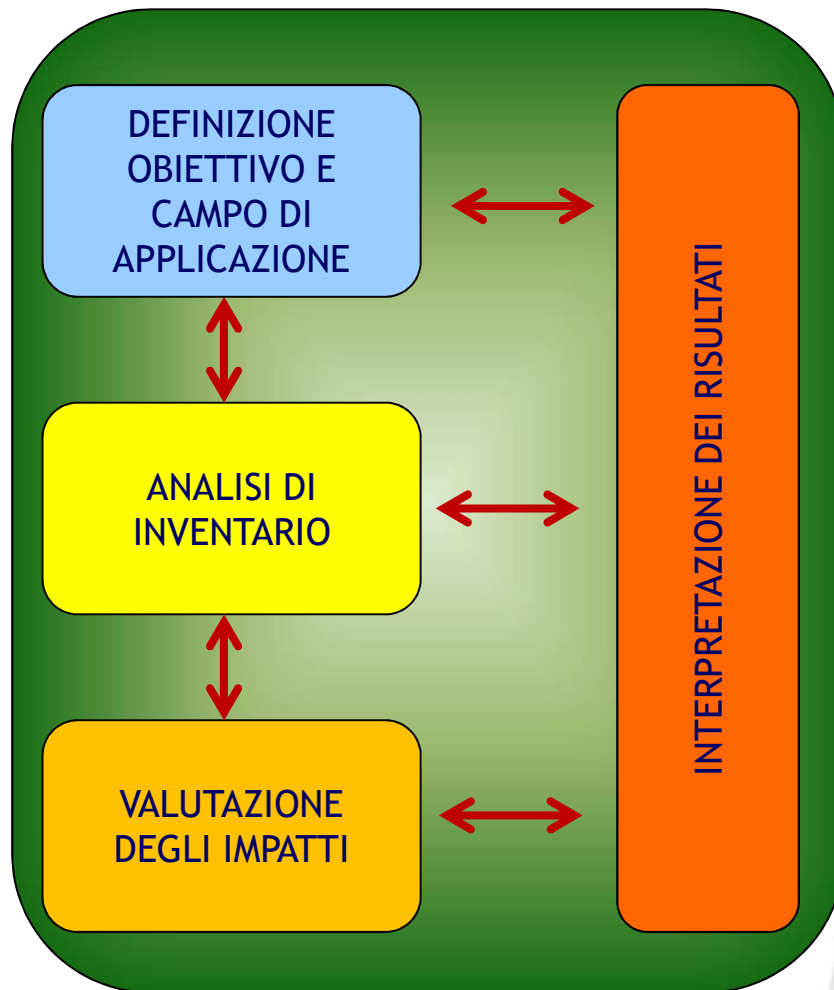 DEFINIZIONE
OBIETTIVO E
CAMPO DI
APPLICAZIONE
ANALISI DI
INVENTARIO
VALUTAZIONE
DEGLI IMPATTI
INTERPRETAZIONE DEI RISULTATI